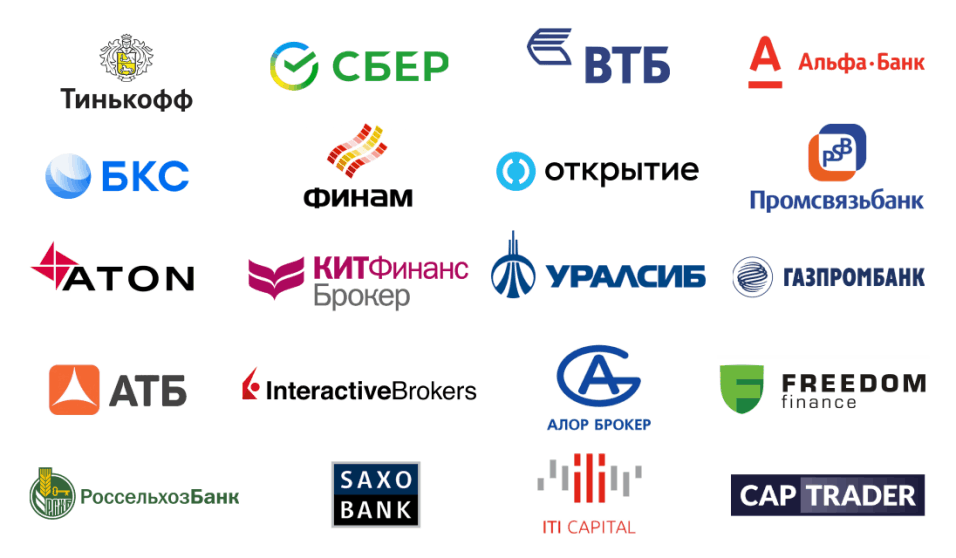 Тинькофф
СБЕР
ВТБ
Альфа·Банк
БКС
ФИНАМ
открытие
PSB
Промсвязьбанк
ATON
КИТФинанс
Брокер
УРАЛСИБ
ГАЗПРОМБАНК
АТБ
InteractiveBrokers
АЛОР БРОКЕР
FREEDOM
finance
РоссельхозБанк
SAXO
BANK
ITI CAPITAL
CAP TRADER